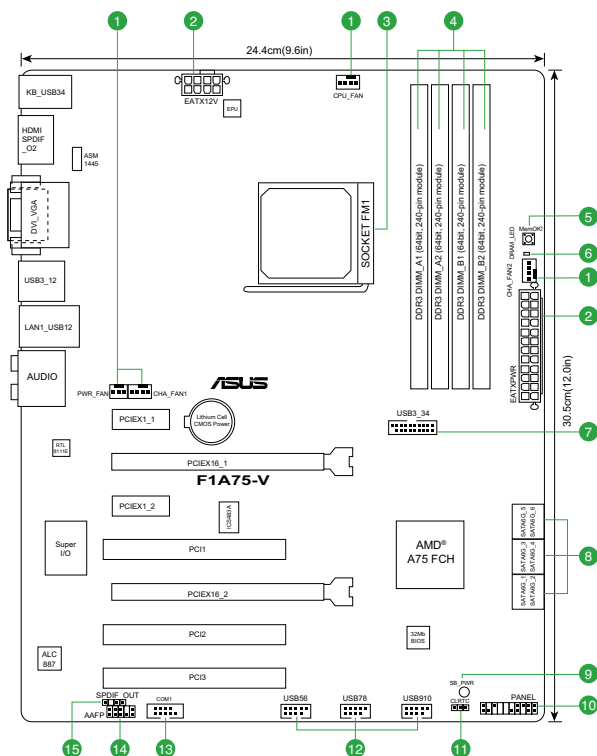 1
2
1
3
4
24.4cm(9.6in)
KB_USB34
EATX12V
EPU
CPU_FAN
HDMI
SPDIF
_O2
ASM
1445
DVI_VGA
SOCKET FM1
DDR3 DIMM_A1 (64bit, 240-pin module)
DDR3 DIMM_A2 (64bit, 240-pin module)
DDR3 DIMM_B1 (64bit, 240-pin module)
DDR3 DIMM_B2 (64bit, 240-pin module)
MemOK!
5
DRAM_LED
6
CHA_FAN2
1
USB3_12
2
LAN1_USB12
AUDIO
EATXPWR
30.5cm(12.0in)
PWR_FAN
CHA_FAN1
ASUS
PCIEX1_1
Lithium Cell
CMOS Power
USB3_34
7
RTL
8111E
PCIEX16_1
F1A75-V
PCIEX1_2
ICS483A
SATA6G_5
SATA6G_6
Super
I/O
PCI1
AMD®
A75 FCH
SATA6G_3
SATA6G_4
8
SATA6G_1
SATA6G_2
PCIEX16_2
PCI2
32Mb
BIOS
ALC
887
PCI3
SB_PWR
9
SPDIF_OUT
AAFP
COM1
USB56
USB78
USB910
CLRTC
PANEL
10
15
14
13
12
11